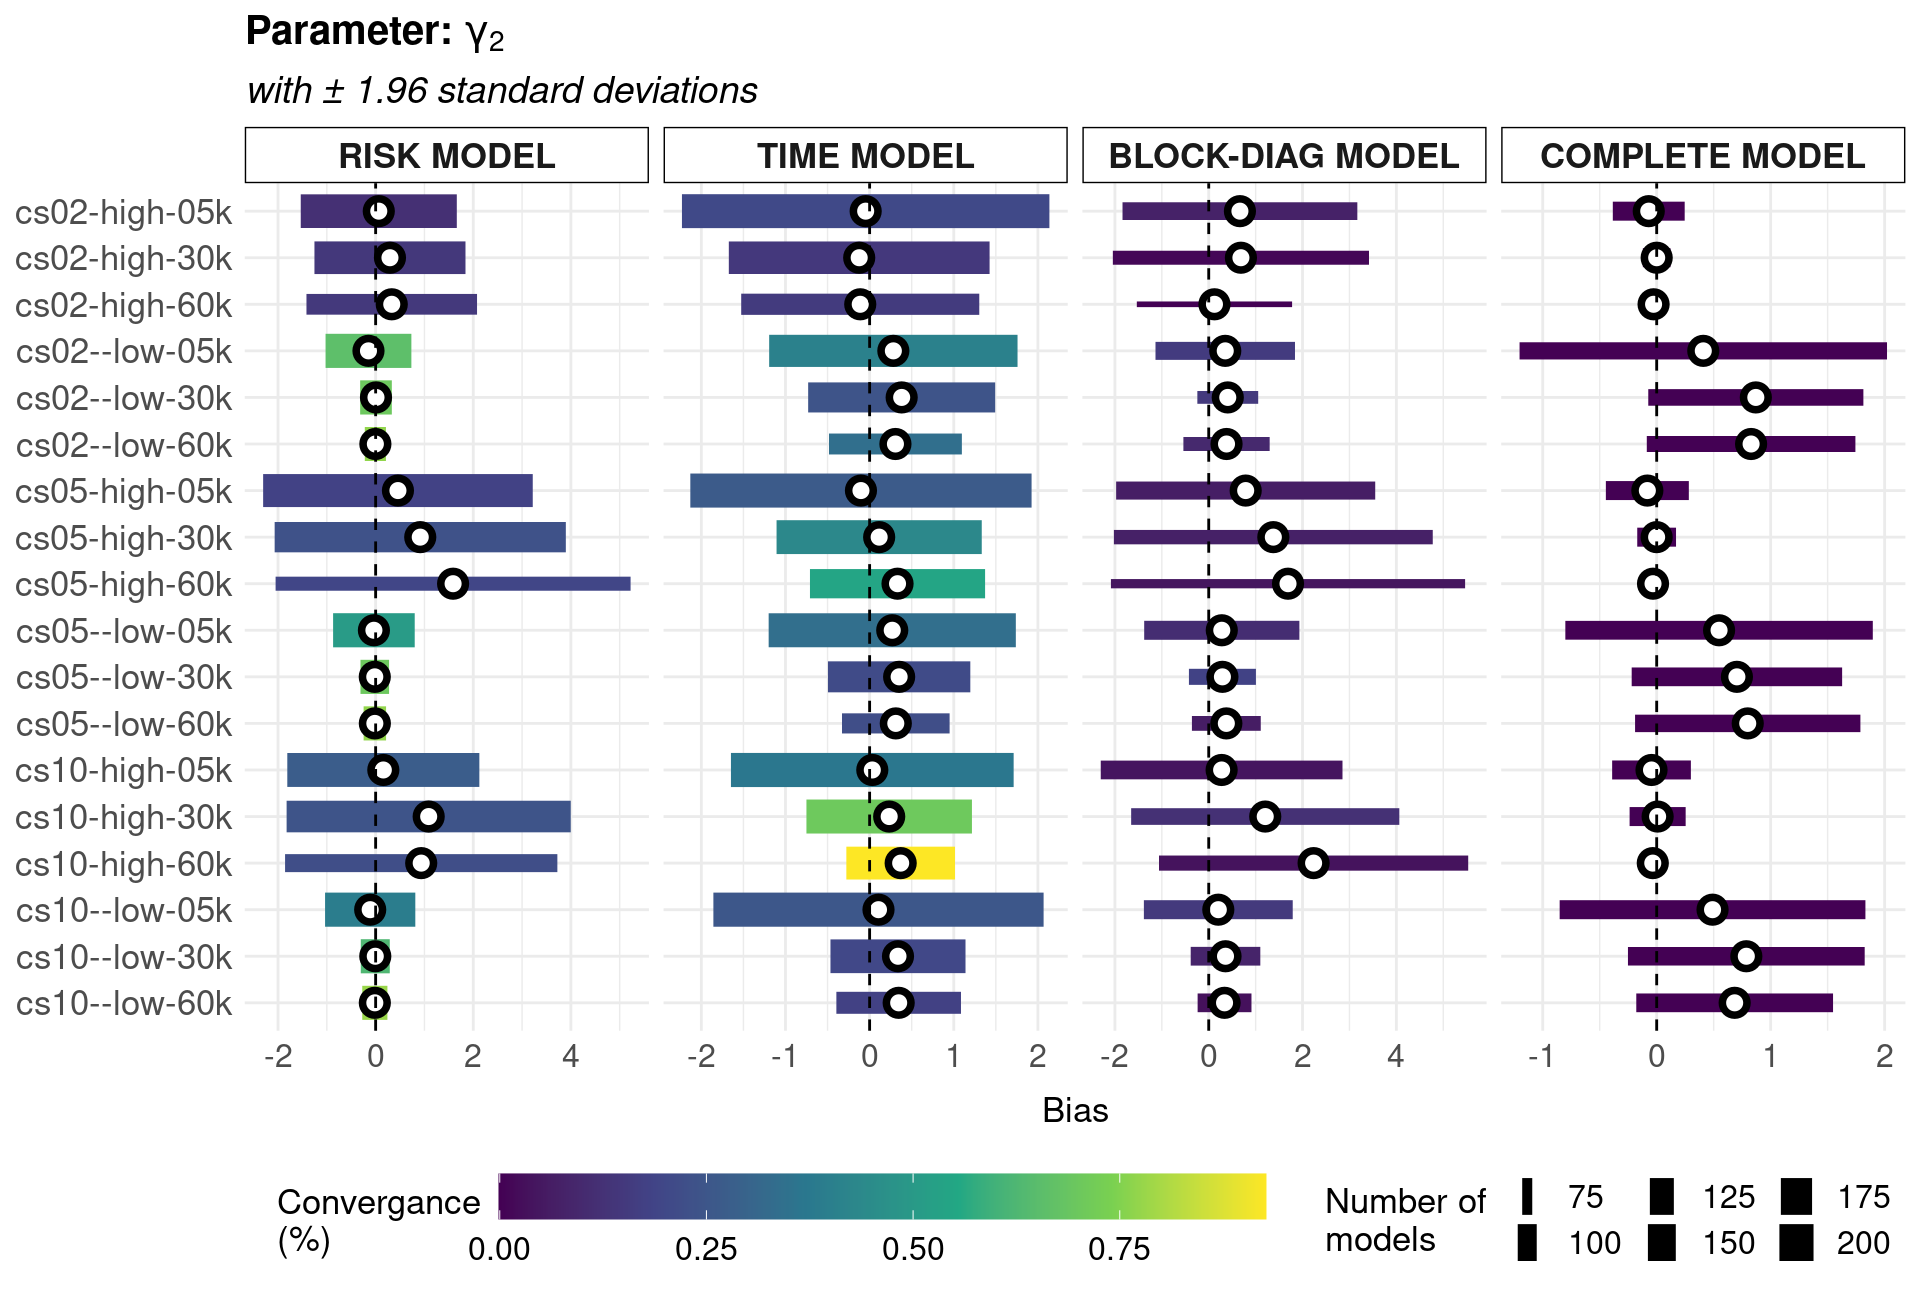 Parameter: γ₂
with ± 1.96 standard deviations
RISK MODEL TIME MODEL BLOCK-DIAG MODEL COMPLETE MODEL
cs02-high-05k
cs02-high-30k
cs02-high-60k
cs02--low-05k
cs02--low-30k
cs02--low-60k
cs05-high-05k
cs05-high-30k
cs05-high-60k
cs05--low-05k
cs05--low-30k
cs05--low-60k
cs10-high-05k
cs10-high-30k
cs10-high-60k
cs10--low-05k
cs10--low-30k
cs10--low-60k
-2 0 2 4 -2 -1 0 1 2 -2 0 2 4 -1 0 1 2
Bias
Convergance
(%)
0.00 0.25 0.50 0.75
Number of
models
75 125 175
100 150 200